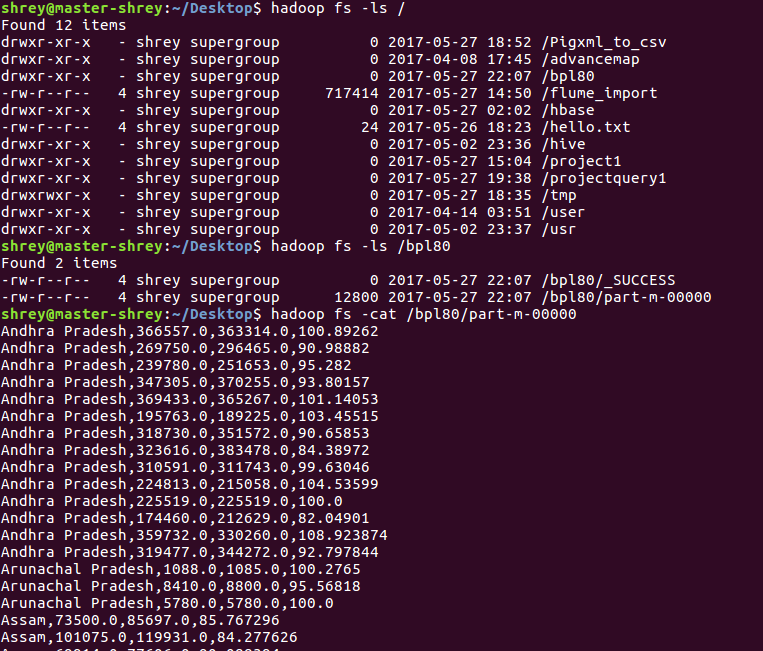 shrey@master-shrey:~/Desktop$ hadoop fs -ls /
Found 12 items
drwxr-xr-x   - shrey supergroup          0 2017-05-27 18:52 /Pigxml_to_csv
drwxr-xr-x   - shrey supergroup          0 2017-04-08 17:45 /advancemap
drwxr-xr-x   - shrey supergroup          0 2017-05-27 22:07 /bpl80
-rw-r--r--   4 shrey supergroup     717414 2017-05-27 14:50 /flume_import
drwxr-xr-x   - shrey supergroup          0 2017-05-27 02:02 /hbase
-rw-r--r--   4 shrey supergroup         24 2017-05-26 18:23 /hello.txt
drwxr-xr-x   - shrey supergroup          0 2017-05-02 23:36 /hive
drwxr-xr-x   - shrey supergroup          0 2017-05-27 15:04 /project1
drwxr-xr-x   - shrey supergroup          0 2017-05-27 19:38 /projectquery1
drwxrwxr-x   - shrey supergroup          0 2017-05-27 18:35 /tmp
drwxr-xr-x   - shrey supergroup          0 2017-04-14 03:51 /user
drwxr-xr-x   - shrey supergroup          0 2017-05-02 23:37 /usr
shrey@master-shrey:~/Desktop$ hadoop fs -ls /bpl80
Found 2 items
-rw-r--r--   4 shrey supergroup          0 2017-05-27 22:07 /bpl80/_SUCCESS
-rw-r--r--   4 shrey supergroup      12800 2017-05-27 22:07 /bpl80/part-m-00000
shrey@master-shrey:~/Desktop$ hadoop fs -cat /bpl80/part-m-00000
Andhra Pradesh,366557.0,363314.0,100.89262
Andhra Pradesh,269750.0,296465.0,90.98882
Andhra Pradesh,239780.0,251653.0,95.282
Andhra Pradesh,347305.0,370255.0,93.80157
Andhra Pradesh,369433.0,365267.0,101.14053
Andhra Pradesh,195763.0,189225.0,103.45515
Andhra Pradesh,318730.0,351572.0,90.65853
Andhra Pradesh,323616.0,383478.0,84.38972
Andhra Pradesh,310591.0,311743.0,99.63046
Andhra Pradesh,224813.0,215058.0,104.53599
Andhra Pradesh,225519.0,225519.0,100.0
Andhra Pradesh,174460.0,212629.0,82.04901
Andhra Pradesh,359732.0,330260.0,108.923874
Andhra Pradesh,319477.0,344272.0,92.797844
Arunachal Pradesh,1088.0,1085.0,100.2765
Arunachal Pradesh,8410.0,8800.0,95.56818
Arunachal Pradesh,5780.0,5780.0,100.0
Assam,73500.0,85697.0,85.767296
Assam,101075.0,119931.0,84.277626